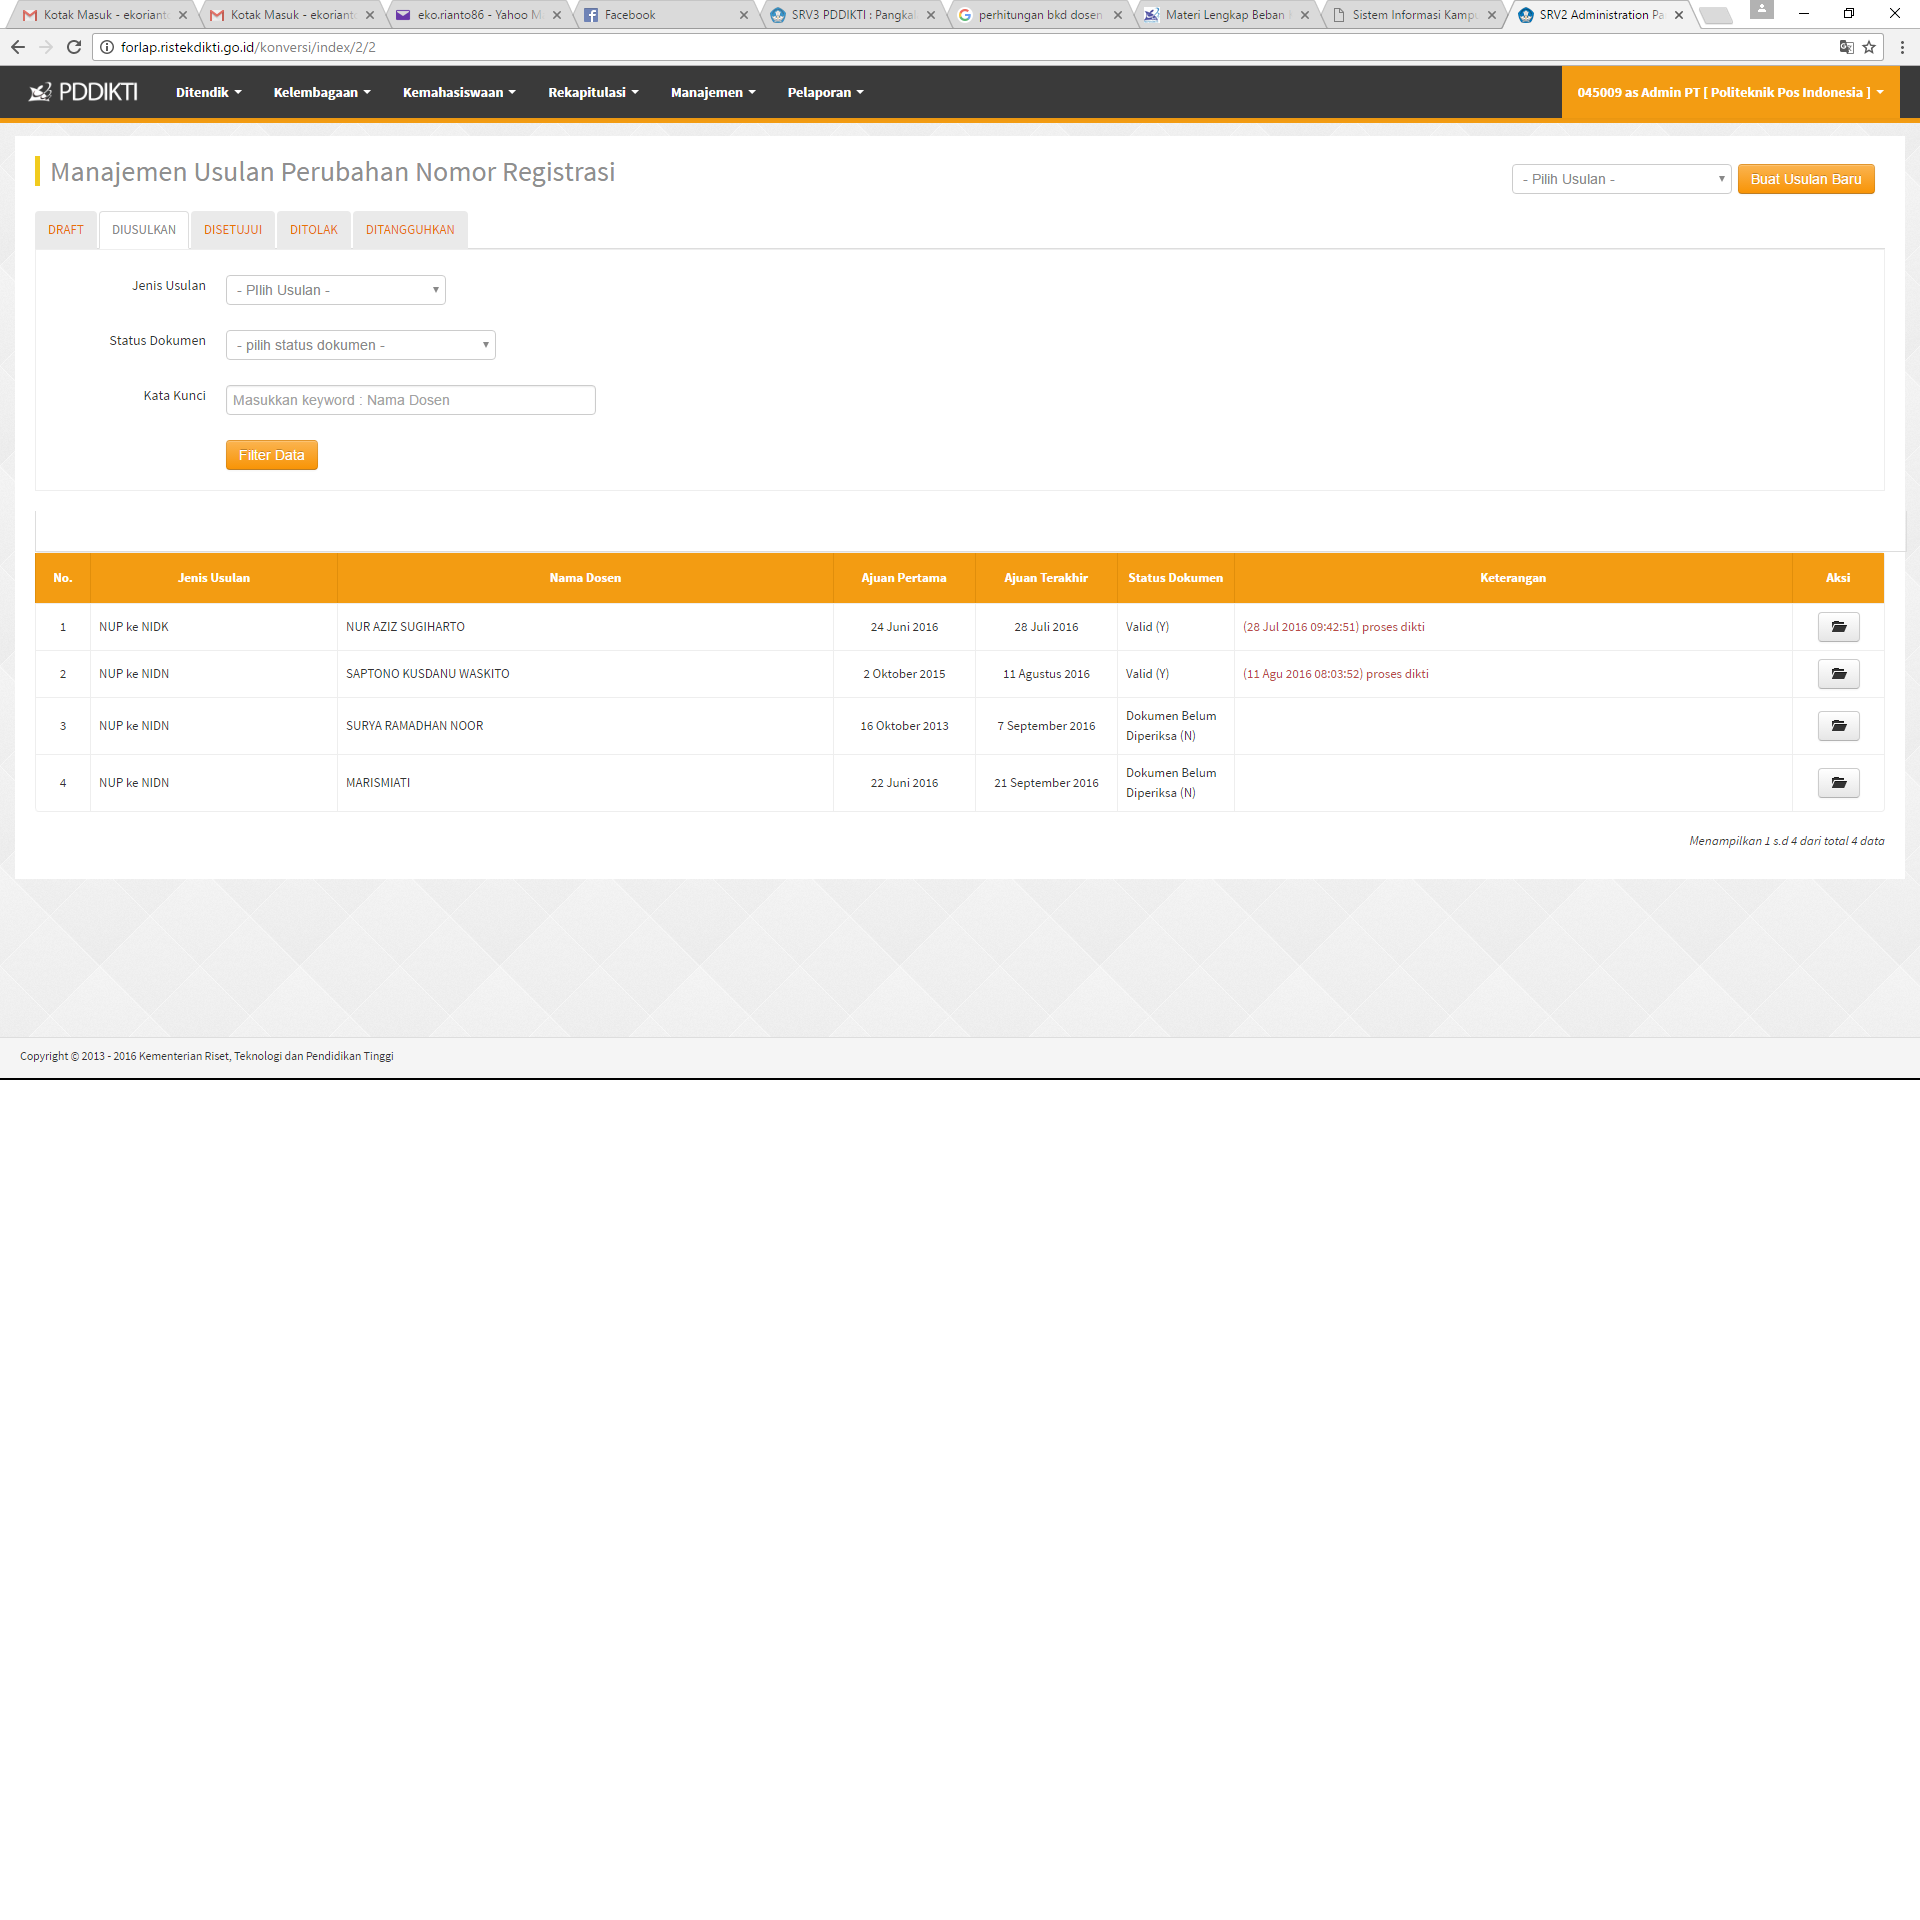 Kotak Masuk - ekorianto
Kotak Masuk - ekorianto
eko.rianto86 - Yahoo M
Facebook
SRV3 PDDIKTI : Pangkal
perhitungan bkd dosen
Materi Lengkap Beban
Sistem Informasi Kampu
SRV2 Administration Pa
forlap.ristekdikti.go.id/konversi/index/2/2
PDDIKTI Ditendik Kelembagaan Kemahasiswaan Rekapitulasi Manajemen Pelaporan 045009 as Admin PT [ Politeknik Pos Indonesia ]
Manajemen Usulan Perubahan Nomor Registrasi
- Pilih Usulan - Buat Usulan Baru
DRAFT DIUSULKAN DISETUJUI DITOLAK DITANGGUHKAN
Jenis Usulan - PIlih Usulan -
Status Dokumen - pilih status dokumen -
Kata Kunci Masukkan keyword : Nama Dosen
Filter Data
No. Jenis Usulan Nama Dosen Ajuan Pertama Ajuan Terakhir Status Dokumen Keterangan Aksi
1 NUP ke NIDK NUR AZIZ SUGIHARTO 24 Juni 2016 28 Juli 2016 Valid (Y) (28 Jul 2016 09:42:51) proses dikti
2 NUP ke NIDN SAPTONO KUSDANU WASKITO 2 Oktober 2015 11 Agustus 2016 Valid (Y) (11 Agu 2016 08:03:52) proses dikti
3 NUP ke NIDN SURYA RAMADHAN NOOR 16 Oktober 2013 7 September 2016 Dokumen Belum
Diperiksa (N)
4 NUP ke NIDN MARISMIATI 22 Juni 2016 21 September 2016 Dokumen Belum
Diperiksa (N)
Menampilkan 1 s.d 4 dari total 4 data
Copyright © 2013 - 2016 Kementerian Riset, Teknologi dan Pendidikan Tinggi